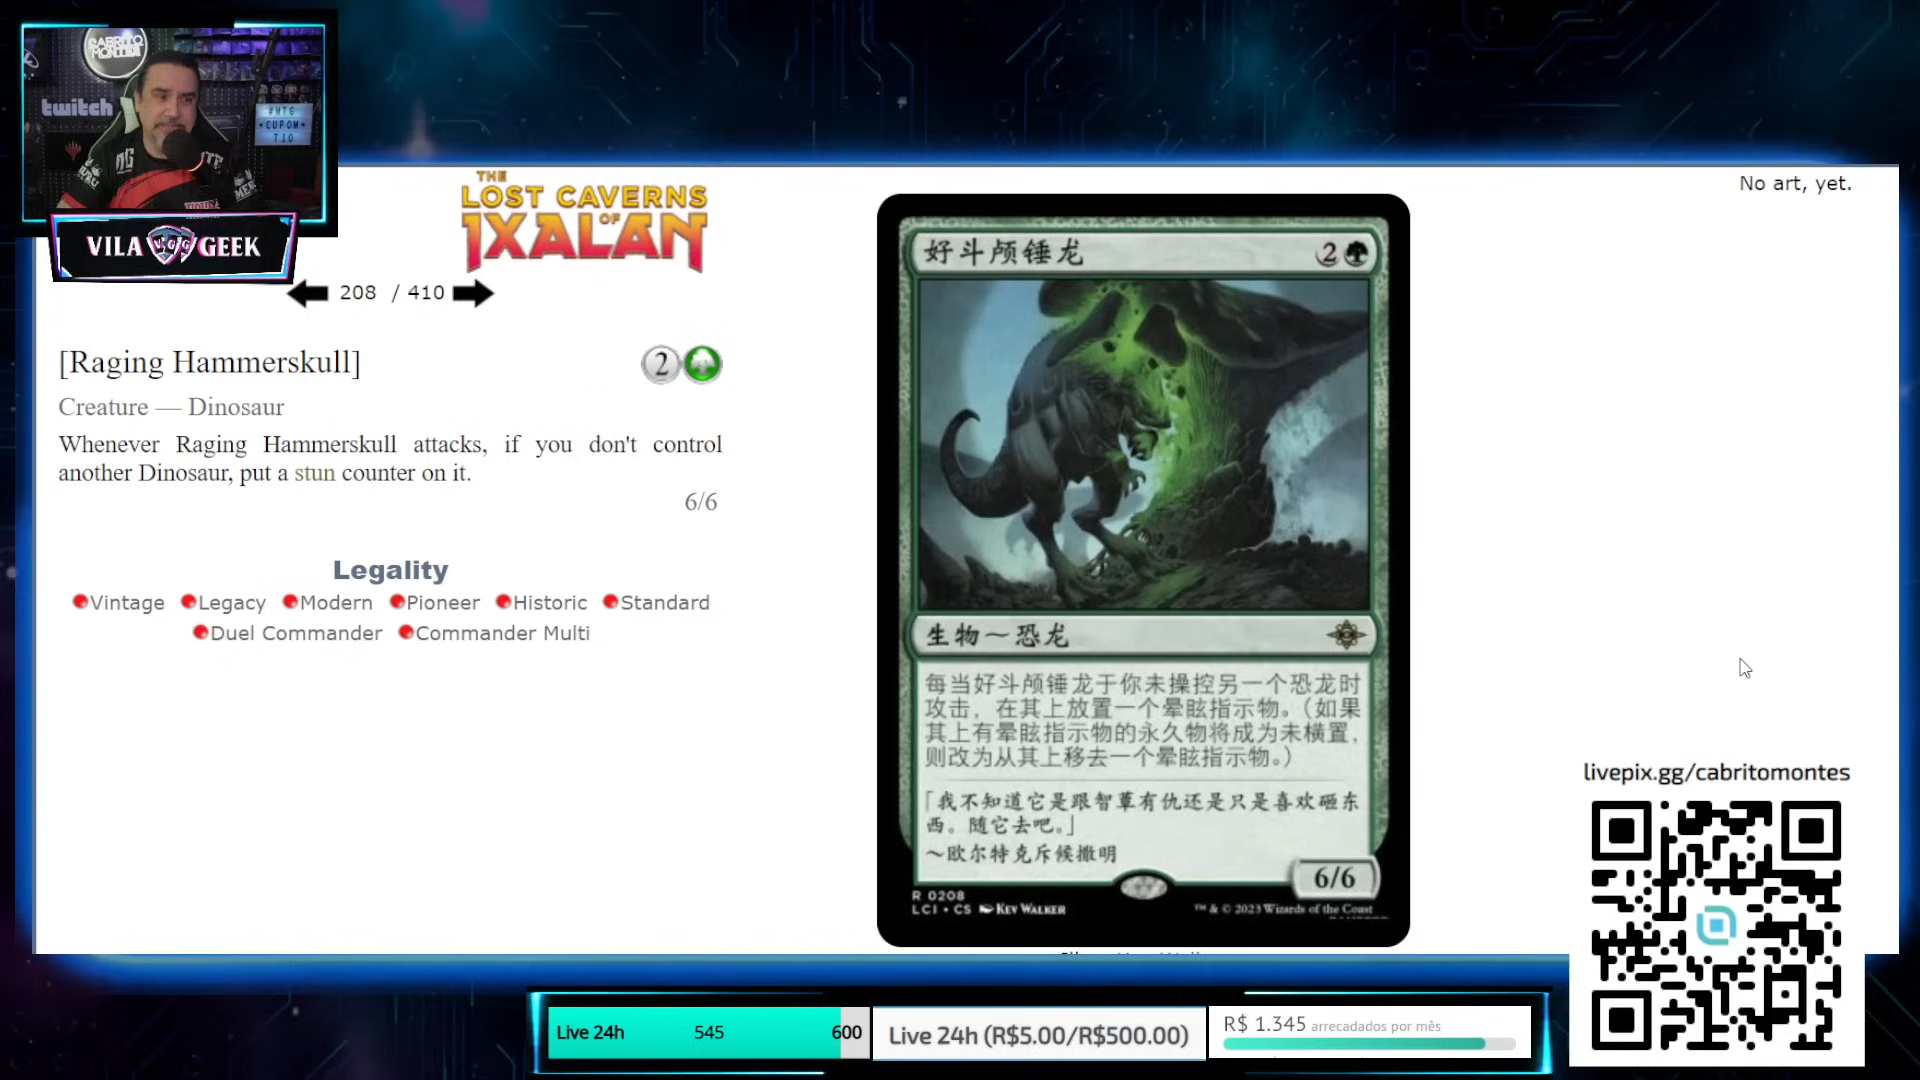 CABRITO
MONTES
twitch
#MTG
CUPOM
TIO
VILA GEEK
THE
LOST CAVERNS
OF
IXALAN
208 / 410
[Raging Hammerskull]
2
Creature — Dinosaur
Whenever Raging Hammerskull attacks, if you don't control
another Dinosaur, put a stun counter on it.
6/6
Legality
Vintage Legacy Modern Pioneer Historic Standard
Duel Commander Commander Multi
好斗颅锤龙 2
生物～恐龙
每当好斗颅锤龙于你未操控另一个恐龙时
攻击，在其上放置一个晕眩指示物。（如果
其上有晕眩指示物的永久物将成为未横置，
则改为从其上移去一个晕眩指示物。）
「我不知道它是跟智蕈有仇还是只是喜欢砸东
西。随它去吧。」
～欧尔特克斥候撒明
6/6
R 0208
LCI • CS KEV WALKER
™ & © 2023 Wizards of the Coast
No art, yet.
livepix.gg/cabritomontes
Live 24h 545 600
Live 24h (R$5.00/R$500.00)
R$ 1.345 arrecadados por mês